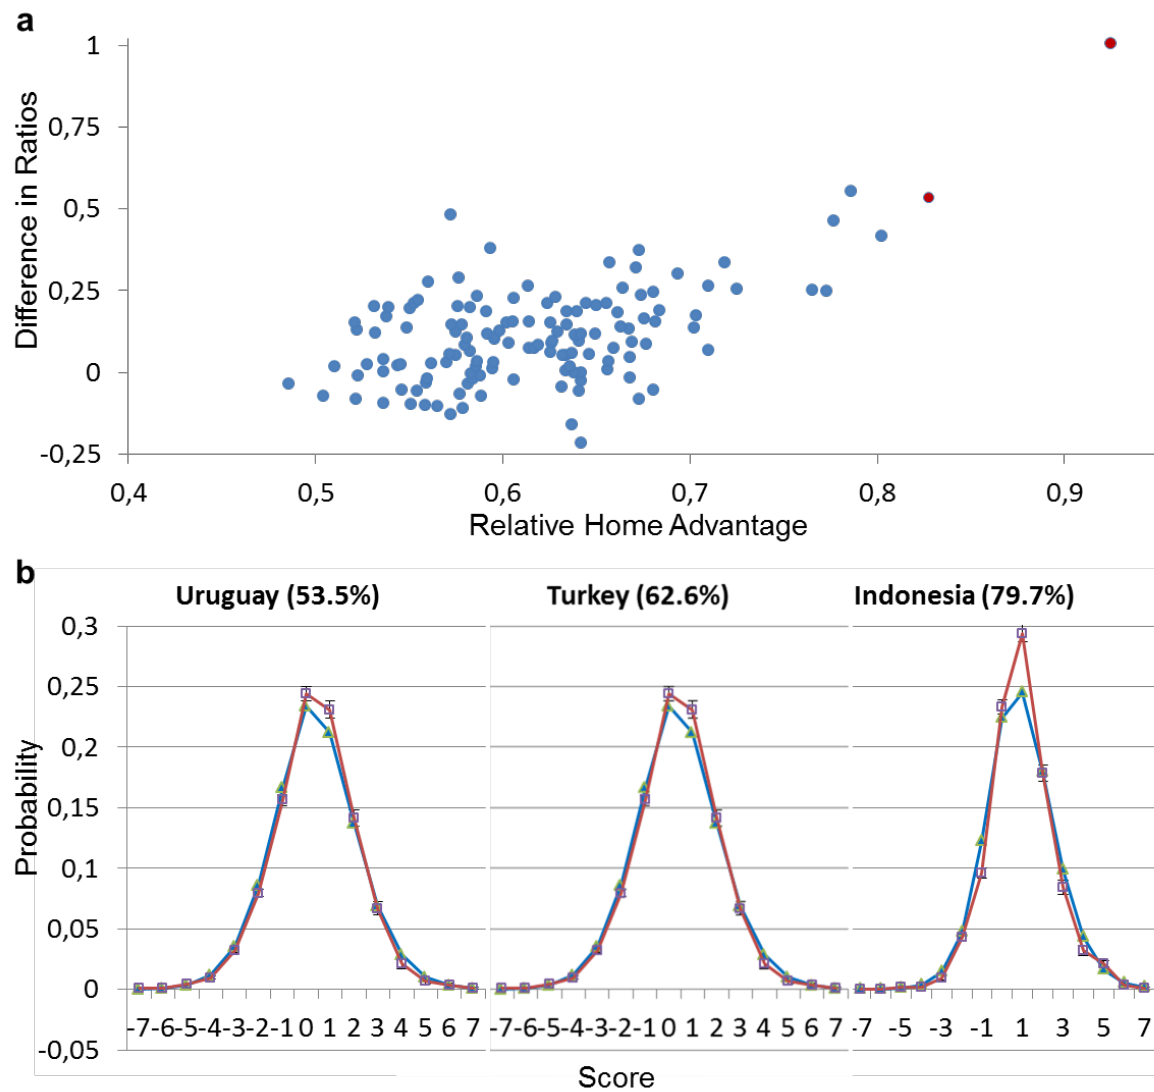 a
1
0,75
0,5
0,25
0
-0,25
Difference in Ratios
0,4 0,5 0,6 0,7 0,8 0,9
Relative Home Advantage
b
Uruguay (53.5%) Turkey (62.6%) Indonesia (79.7%)
0,3
0,25
0,2
0,15
0,1
0,05
0
-0,05
Probability
-7 -6 -5 -4 -3 -2 -1 0 1 2 3 4 5 6 7 -7 -6 -5 -4 -3 -2 -1 0 1 2 3 4 5 6 7 -7 -5 -3 -1 1 3 5 7
Score